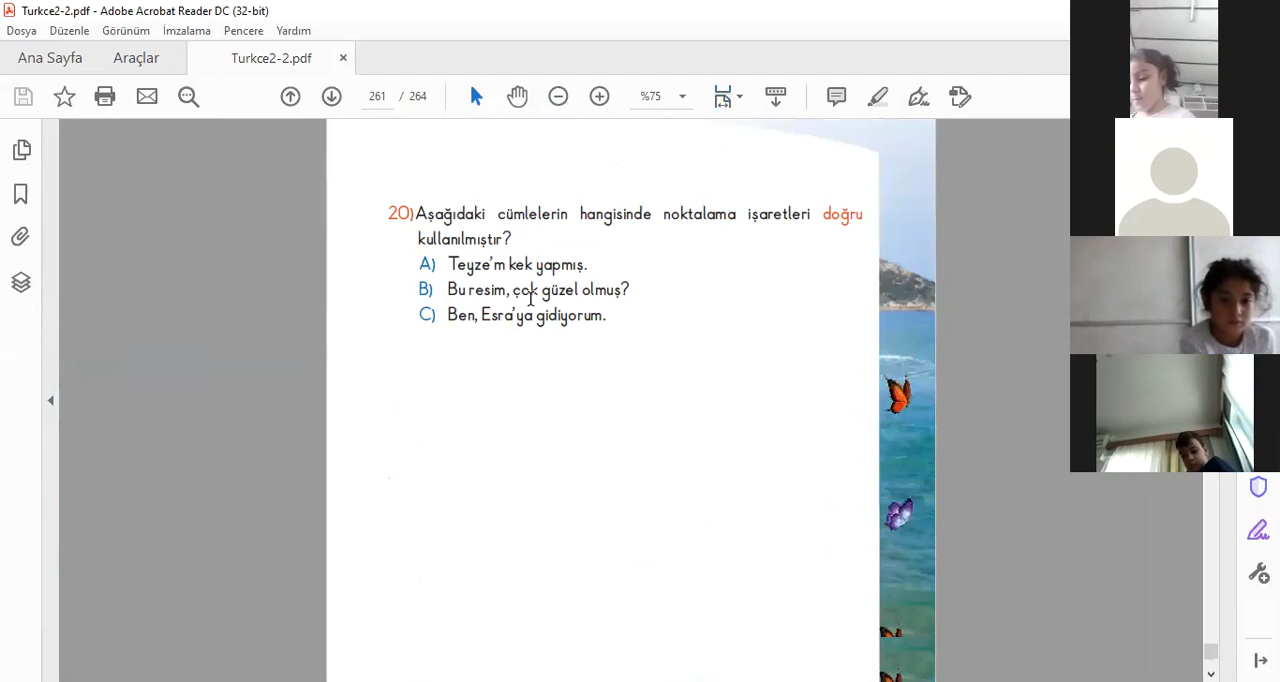 Turkce2-2.pdf - Adobe Acrobat Reader DC (32-bit)
Dosya Düzenle Görünüm İmzalama Pencere Yardım
Ana Sayfa Araçlar Turkce2-2.pdf ×
261 / 264 %75
20)Aşağıdaki cümlelerin hangisinde noktalama işaretleri doğru
kullanılmıştır?
A) Teyze'm kek yapmış.
B) Bu resim, çok güzel olmuş?
C) Ben, Esra'ya gidiyorum.